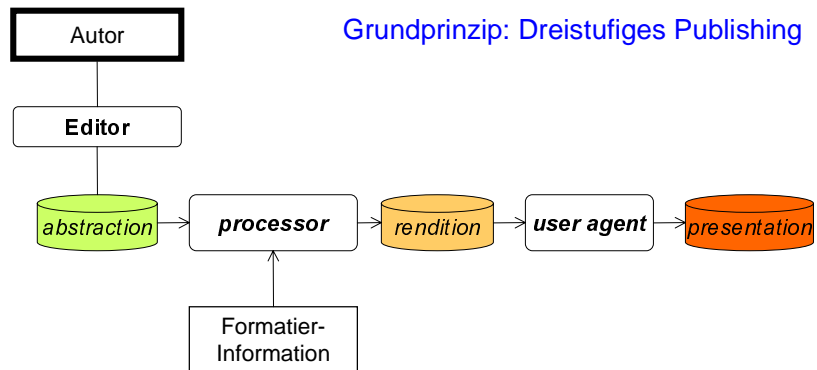 Autor
Grundprinzip: Dreistufiges Publishing
Editor
abstraction
processor
rendition
user agent
presentation
Formatier-
Information